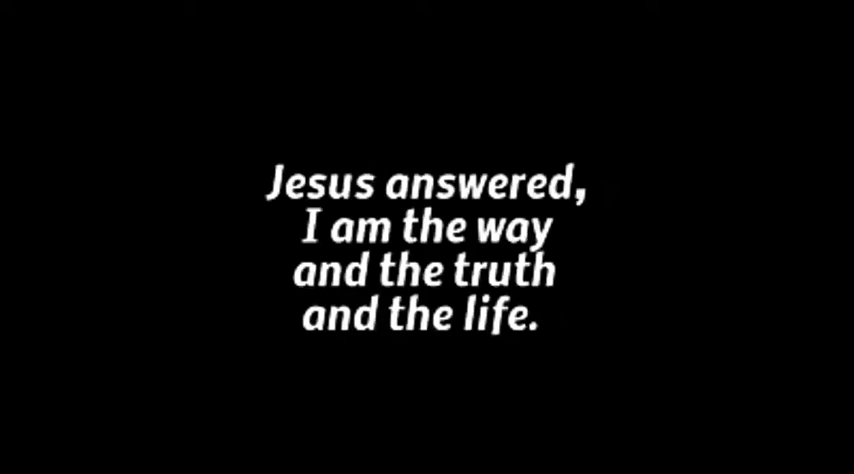 Jesus answered,
I am the way
and the truth
and the life.